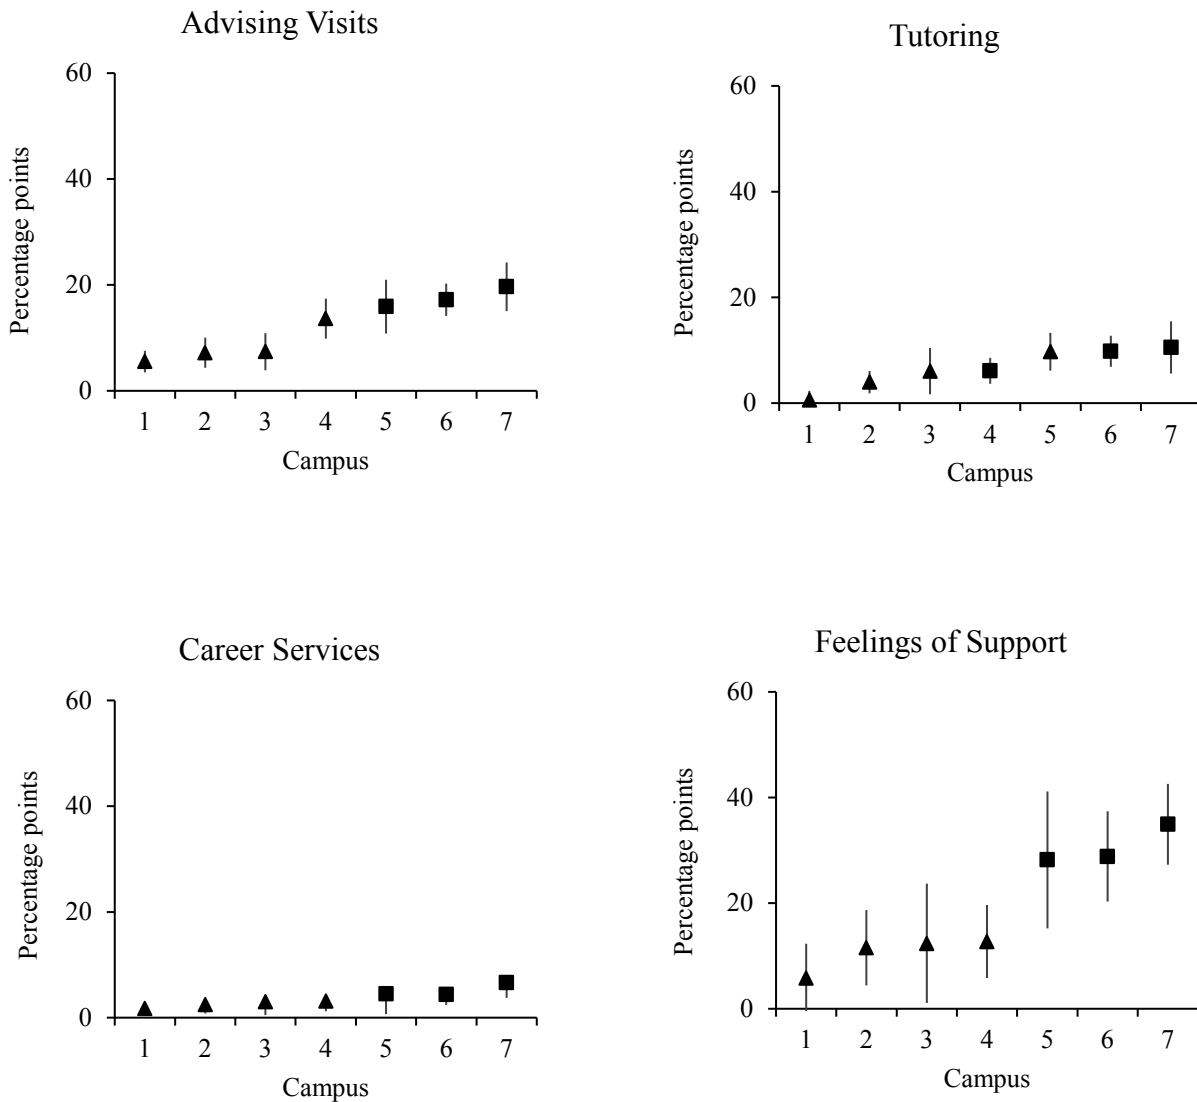 Advising Visits
Percentage points
60
40
20
0
1 2 3 4 5 6 7
Campus
Tutoring
Percentage points
60
40
20
0
1 2 3 4 5 6 7
Campus
Career Services
Percentage points
60
40
20
0
1 2 3 4 5 6 7
Campus
Feelings of Support
Percentage points
60
40
20
0
1 2 3 4 5 6 7
Campus